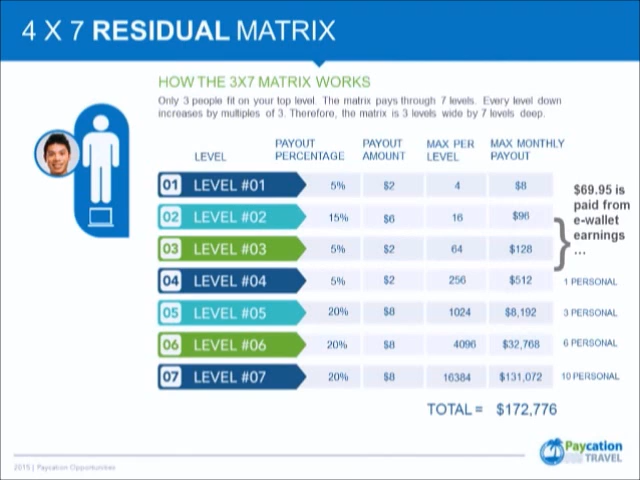 4 X 7 RESIDUAL MATRIX
HOW THE 3X7 MATRIX WORKS
Only 3 people fit on your top level. The matrix pays through 7 levels. Every level down
increases by multiples of 3. Therefore, the matrix is 3 levels wide by 7 levels deep.
LEVEL PAYOUT PERCENTAGE PAYOUT AMOUNT MAX PER LEVEL MAX MONTHLY PAYOUT
01 LEVEL #01 5% $2 4 $8
02 LEVEL #02 15% $6 16 $96
03 LEVEL #03 5% $2 64 $128
04 LEVEL #04 5% $2 256 $512 1 PERSONAL
05 LEVEL #05 20% $8 1024 $8,192 3 PERSONAL
06 LEVEL #06 20% $8 4096 $32,768 6 PERSONAL
07 LEVEL #07 20% $8 16384 $131,072 10 PERSONAL
$69.95 is
paid from
e-wallet
earnings
...
TOTAL = $172,776
2015 | Paycation Opportunities
Paycation
TRAVEL